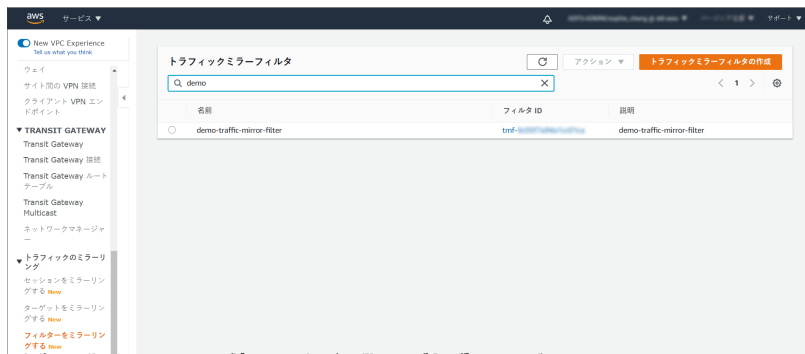 aws サービス ▼ サポート ▼
New VPC Experience
Tell us what you think
ウェイ
サイト間の VPN 接続
クライアント VPN エン
ドポイント
▼ TRANSIT GATEWAY
Transit Gateway
Transit Gateway 接続
Transit Gateway ルート
テーブル
Transit Gateway
Multicast
ネットワークマネージャ
ー
▼ トラフィックのミラーリ
ング
セッションをミラーリン
グする New
ターゲットをミラーリン
グする New
フィルターをミラーリン
グする New
トラフィックミラーフィルタ
アクション ▼ トラフィックミラーフィルタの作成
demo
1
名前 フィルタ ID 説明
demo-traffic-mirror-filter tmf- demo-traffic-mirror-filter